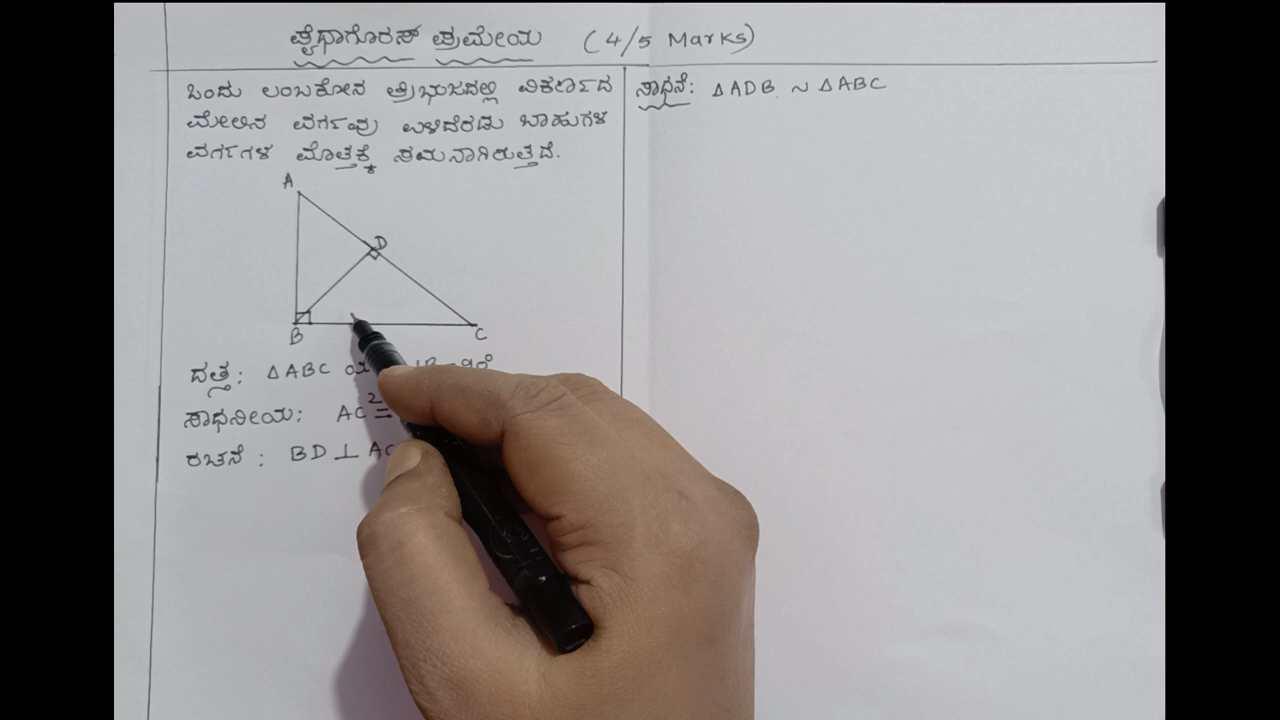 ಪೈಥಾಗೊರಸ್ ಪ್ರಮೇಯ (4/5 Marks)
ಒಂದು ಲಂಬಕೋನ ತ್ರಿಭುಜದಲ್ಲಿ ವಿಕರ್ಣದ
ಮೇಲಿನ ವರ್ಗವು ಉಳಿದೆರಡು ಬಾಹುಗಳ
ವರ್ಗಗಳ ಮೊತ್ತಕ್ಕೆ ಸಮನಾಗಿರುತ್ತದೆ.
A
D
B
C
ದತ್ತ: ΔABC
ಸಾಧನೀಯ: AC² =
ರಚನೆ: BD ⊥ AC
ಸಾಧನೆ: ΔADB ~ ΔABC